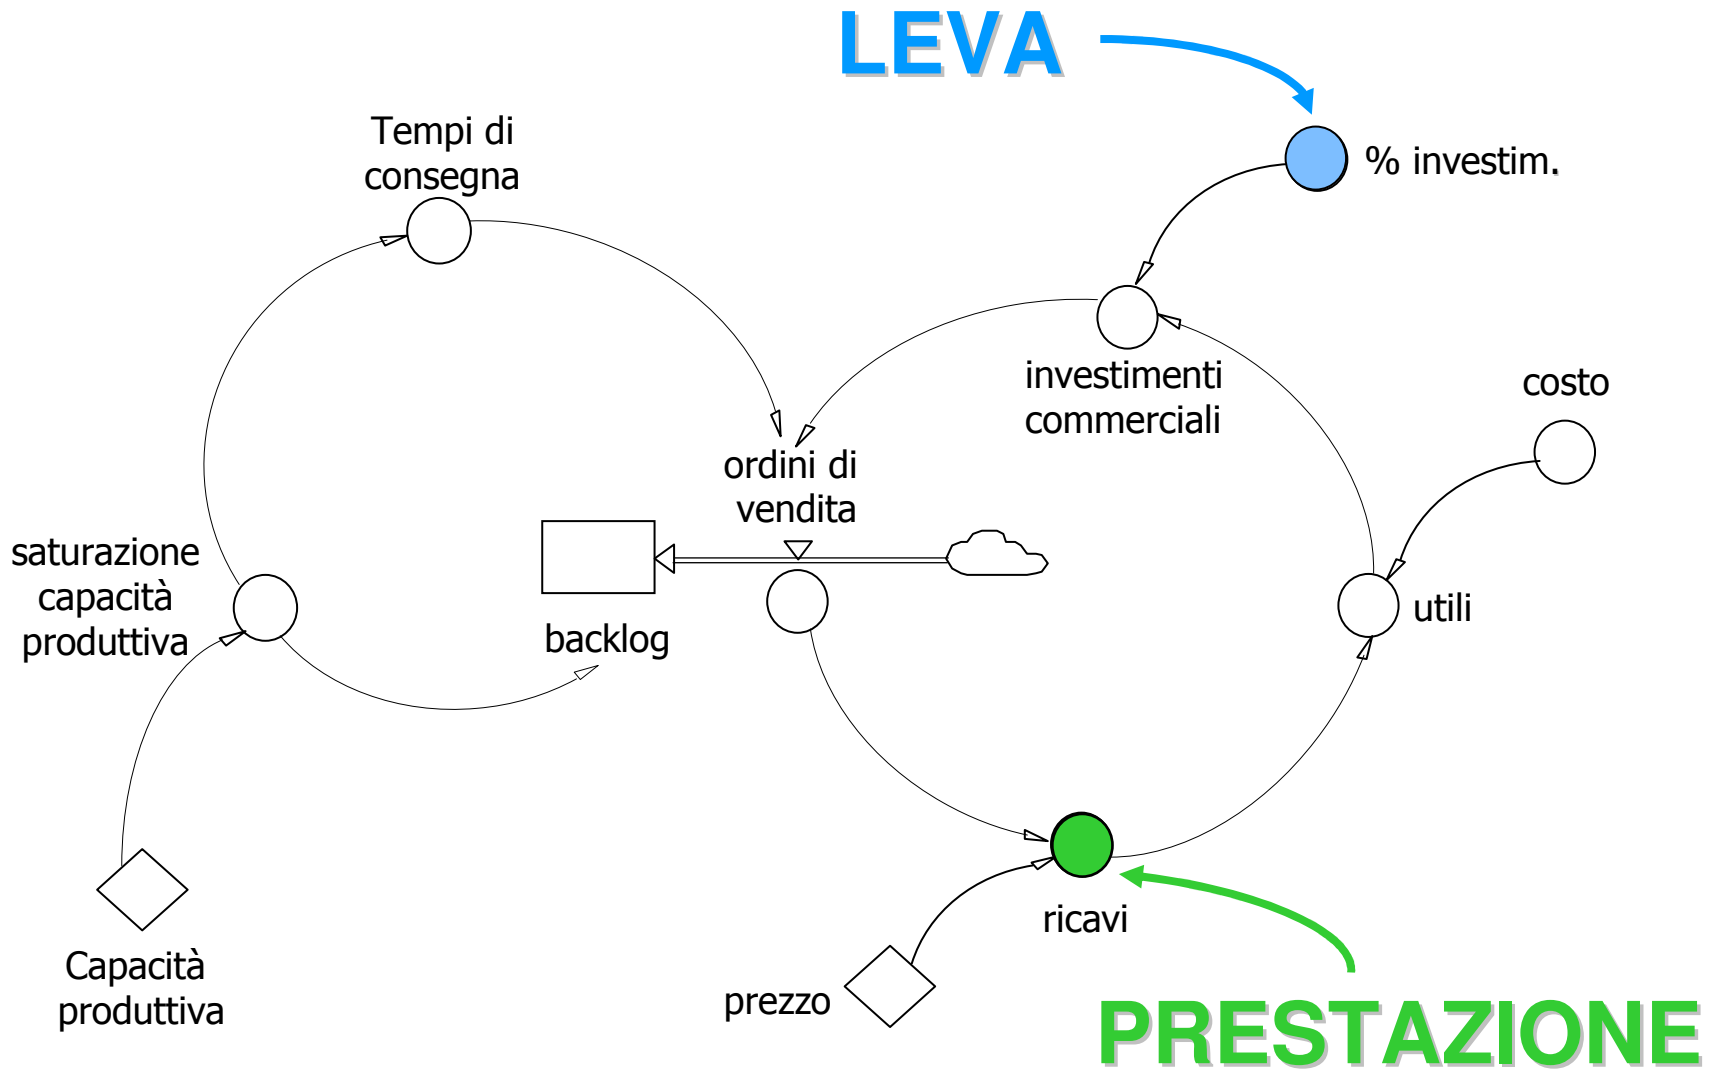 LEVA
Tempi di
consegna
% investim.
investimenti
commerciali
costo
ordini di
vendita
saturazione
capacità
produttiva
backlog
utili
ricavi
Capacità
produttiva
prezzo
PRESTAZIONE